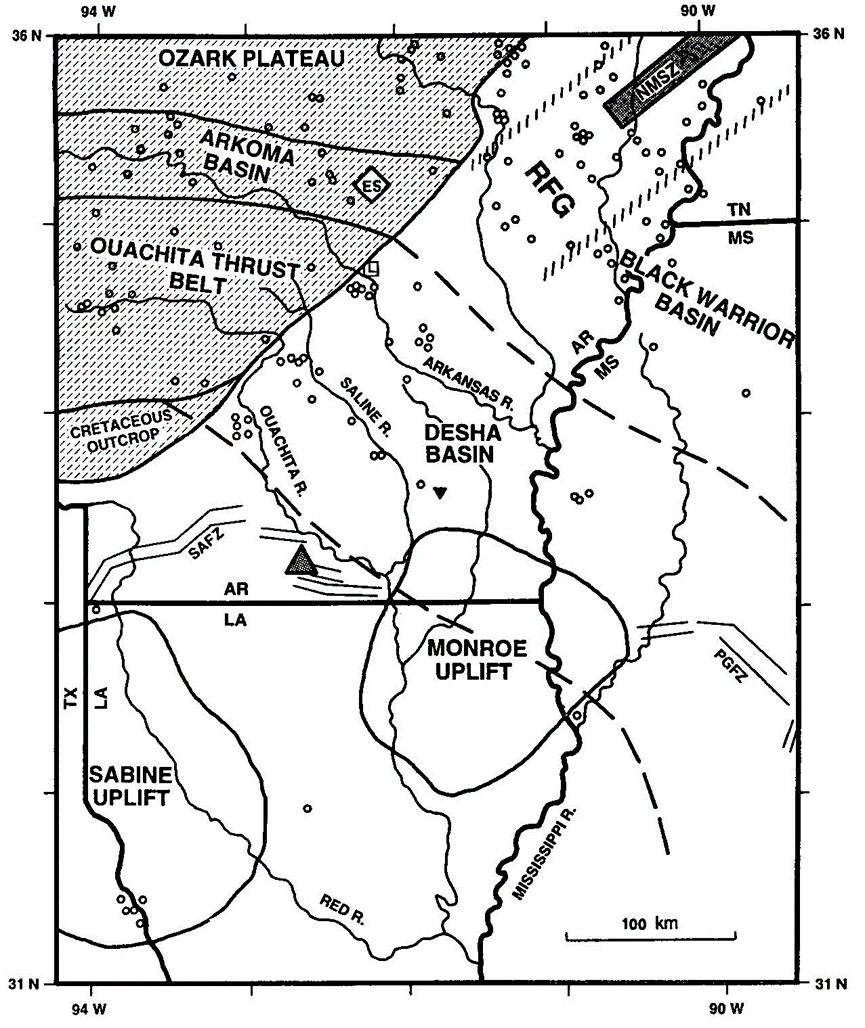 94 W
90 W
36 N
36 N
OZARK PLATEAU
NMSZ
ARKOMA
BASIN
ES
RFG
TN
MS
OUACHITA THRUST
BELT
L
BLACK WARRIOR
BASIN
AR
MS
ARKANSAS R.
SALINE R.
OUACHITA R.
CRETACEOUS
OUTCROP
DESHA
BASIN
SAFZ
AR
LA
MONROE
UPLIFT
PGFZ
TX
LA
SABINE
UPLIFT
MISSISSIPPI R.
RED R.
100 km
31 N
31 N
94 W
90 W